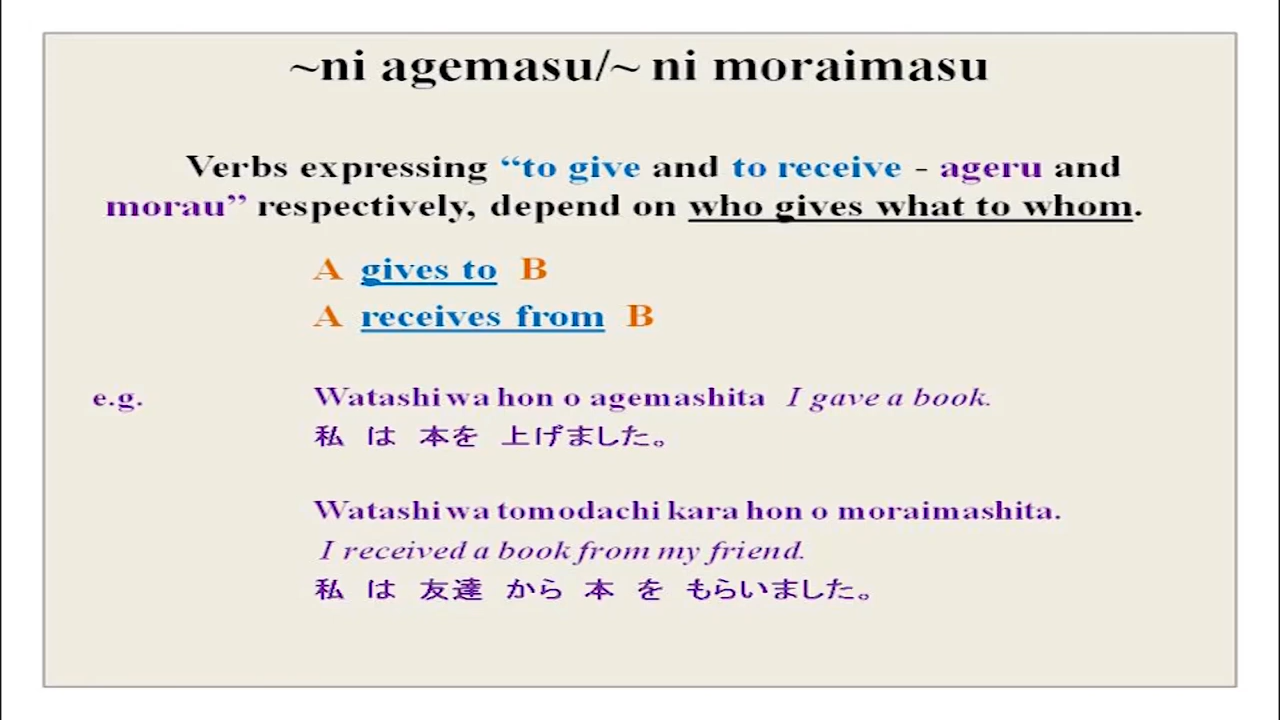 ~ni agemasu/~ ni moraimasu
Verbs expressing “to give and to receive - ageru and
morau” respectively, depend on who gives what to whom.
A gives to B
A receives from B
e.g. Watashi wa hon o agemashita I gave a book.
私 は 本を 上げました。
Watashi wa tomodachi kara hon o moraimashita.
I received a book from my friend.
私 は 友達 から 本 を もらいました。